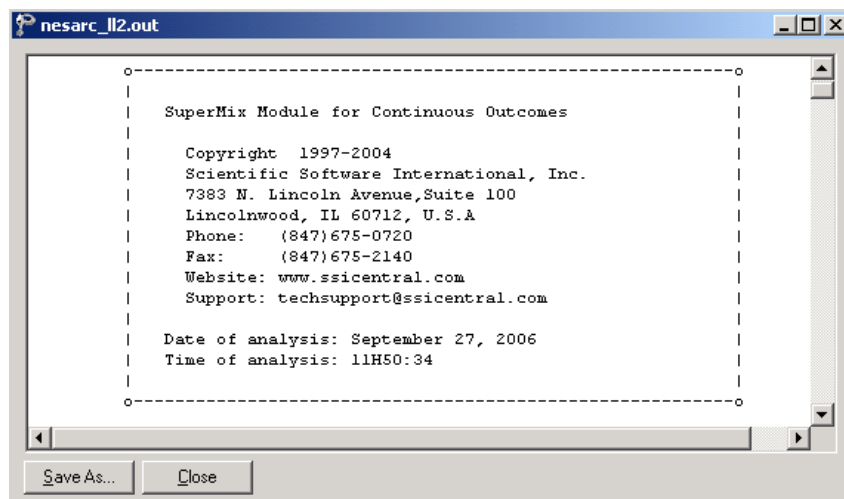 nesarc_ll2.out
SuperMix Module for Continuous Outcomes
Copyright 1997-2004
Scientific Software International, Inc.
7383 N. Lincoln Avenue,Suite 100
Lincolnwood, IL 60712, U.S.A
Phone: (847)675-0720
Fax: (847)675-2140
Website: www.ssicentral.com
Support: techsupport@ssicentral.com
Date of analysis: September 27, 2006
Time of analysis: 11H50:34
Save As...
Close